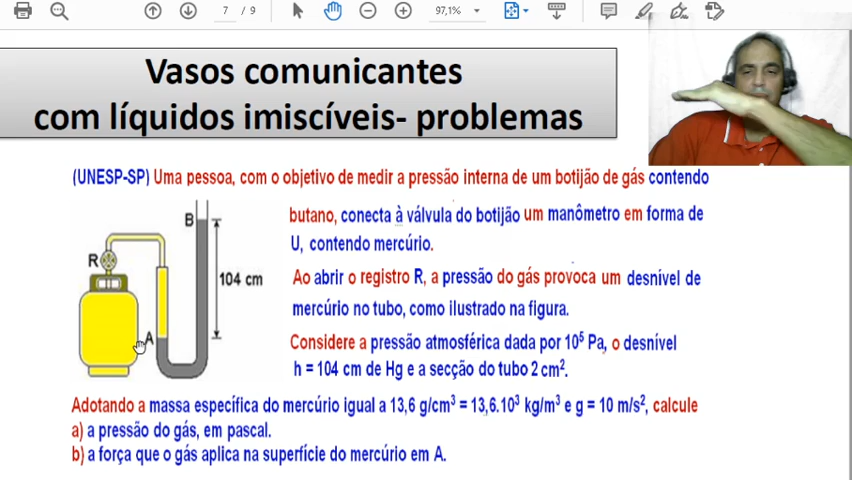 7 / 9
97,1%
Vasos comunicantes
com líquidos imiscíveis- problemas
(UNESP-SP) Uma pessoa, com o objetivo de medir a pressão interna de um botijão de gás contendo
butano, conecta à válvula do botijão um manômetro em forma de
U, contendo mercúrio.
Ao abrir o registro R, a pressão do gás provoca um desnível de
mercúrio no tubo, como ilustrado na figura.
Considere a pressão atmosférica dada por 10⁵ Pa, o desnível
h = 104 cm de Hg e a secção do tubo 2 cm².
B
R
104 cm
A
Adotando a massa específica do mercúrio igual a 13,6 g/cm³ = 13,6.10³ kg/m³ e g = 10 m/s², calcule
a) a pressão do gás, em pascal.
b) a força que o gás aplica na superfície do mercúrio em A.